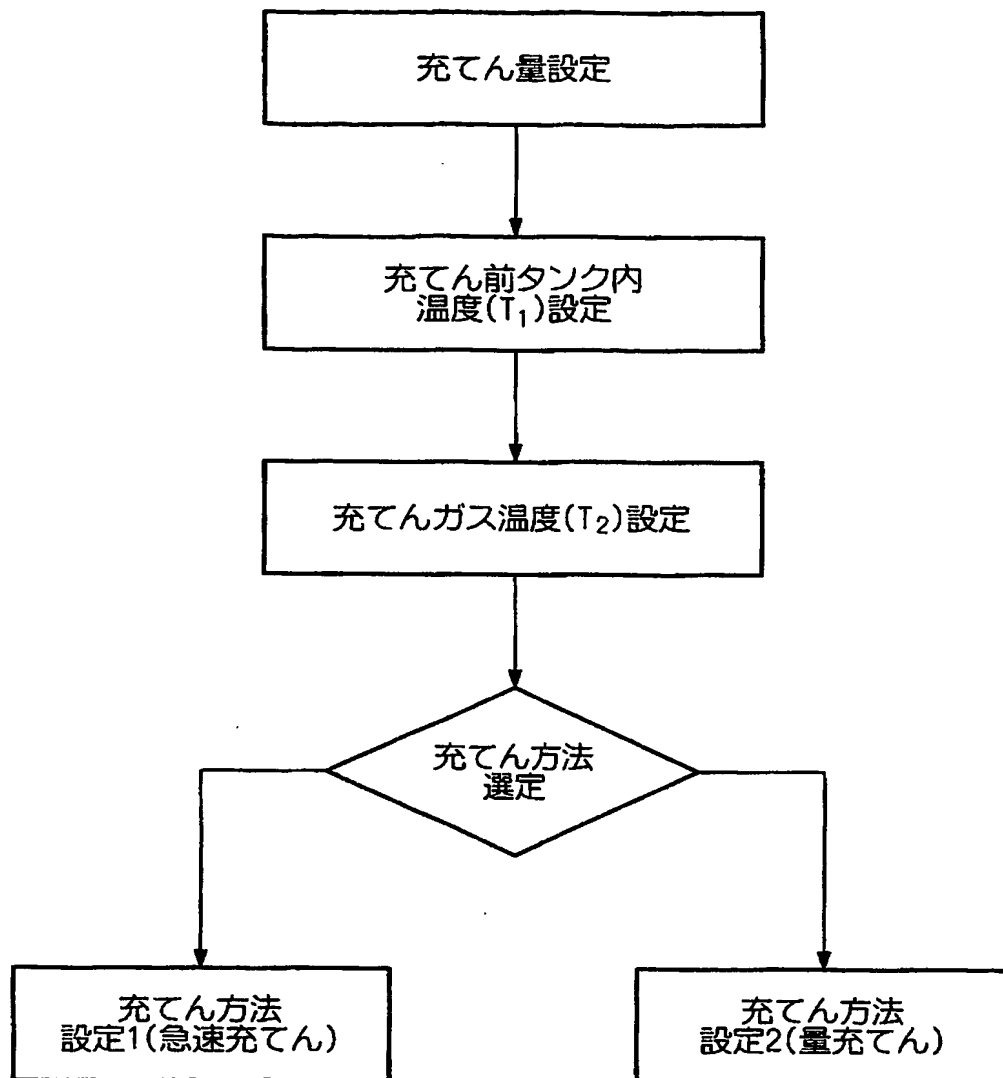 充てん量設定
充てん前タンク内
温度(T₁)設定
充てんガス温度(T₂)設定
充てん方法
選定
充てん方法
設定1(急速充てん)
充てん方法
設定2(量充てん)